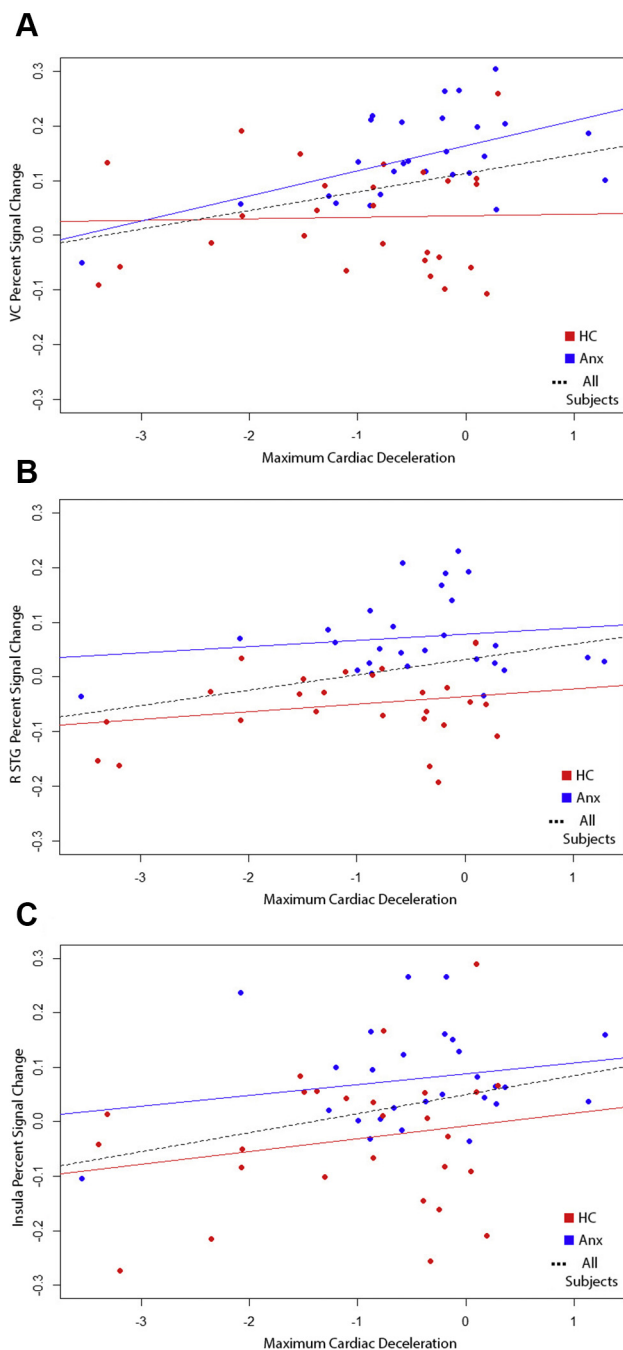 A
0.3
0.2
0.1
0.0
-0.1
-0.2
-0.3
VC Percent Signal Change
HC
Anx
All
Subjects
-3
-2
-1
0
1
Maximum Cardiac Deceleration
B
0.3
0.2
0.1
0.0
-0.1
-0.2
-0.3
R STG Percent Signal Change
HC
Anx
All
Subjects
-3
-2
-1
0
1
Maximum Cardiac Deceleration
C
0.3
0.2
0.1
0.0
-0.1
-0.2
-0.3
Insula Percent Signal Change
HC
Anx
All
Subjects
-3
-2
-1
0
1
Maximum Cardiac Deceleration